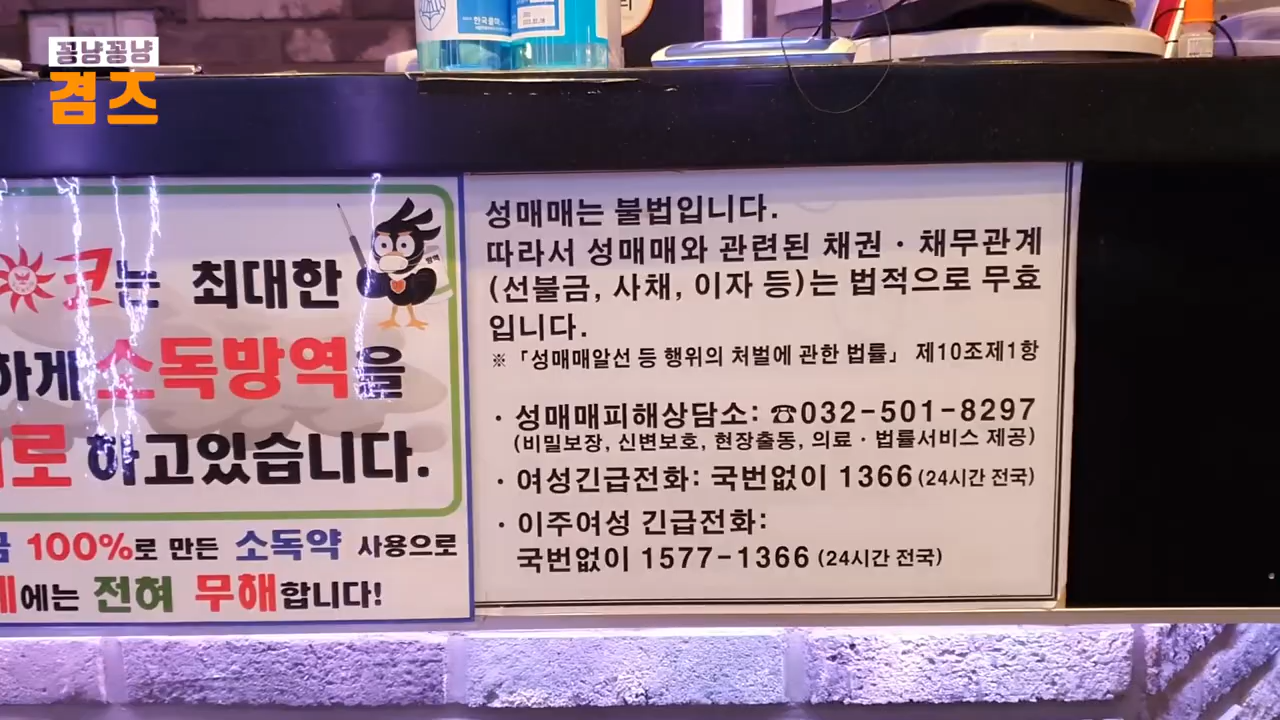 꽁냥꽁냥
겸즈
한국콜마
코는 최대한
하게 소독방역을
로 하고있습니다.
100%로 만든 소독약 사용으로
에는 전혀 무해합니다!
성매매는 불법입니다.
따라서 성매매와 관련된 채권·채무관계
(선불금, 사채, 이자 등)는 법적으로 무효
입니다.
※ 「성매매알선 등 행위의 처벌에 관한 법률」 제10조제1항
· 성매매피해상담소: ☎032-501-8297
(비밀보장, 신변보호, 현장출동, 의료·법률서비스 제공)
· 여성긴급전화: 국번없이 1366 (24시간 전국)
· 이주여성 긴급전화:
국번없이 1577-1366 (24시간 전국)